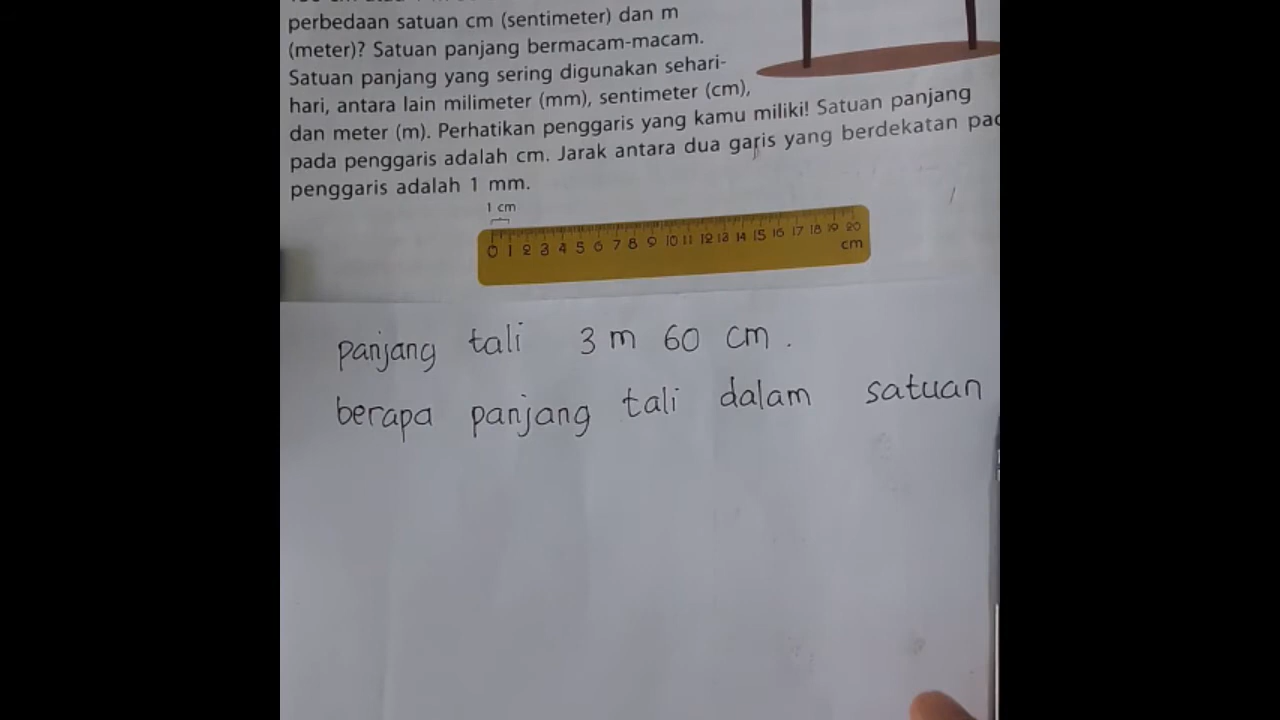 perbedaan satuan cm (sentimeter) dan m
(meter)? Satuan panjang bermacam-macam.
Satuan panjang yang sering digunakan sehari-
hari, antara lain milimeter (mm), sentimeter (cm),
dan meter (m). Perhatikan penggaris yang kamu miliki! Satuan panjang
pada penggaris adalah cm. Jarak antara dua garis yang berdekatan
penggaris adalah 1 mm.
1 cm
0 1 2 3 4 5 6 7 8 9 10 11 12 13 14 15 16 17 18 19 20
cm
panjang tali 3 m 60 cm.
berapa panjang tali dalam satuan